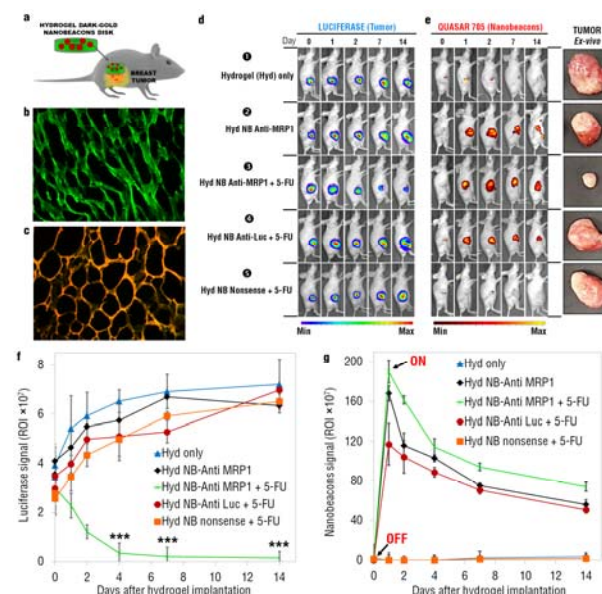 a
HYDROGEL DARK-GOLD
NANOBEACONS DISK
BREAST
TUMOR
b
c
d
LUCIFERASE (Tumor)
Day 0 1 2 7 14
❶
Hydrogel (Hyd) only
❷
Hyd NB Anti-MRP1
❸
Hyd NB Anti-MRP1 + 5-FU
❹
Hyd NB Anti-Luc + 5-FU
❺
Hyd NB Nonsense + 5-FU
Min Max
e
QUASAR 705 (Nanobeacons)
0 1 2 7 14
Min Max
TUMOR
Ex-vivo
f
Luciferase signal (ROI ×10⁷)
8
6
4
2
0
Hyd only
Hyd NB-Anti MRP1
Hyd NB-Anti MRP1 + 5-FU
Hyd NB-Anti Luc + 5-FU
Hyd NB nonsense + 5-FU
*** *** ***
0 2 4 6 8 10 12 14
Days after hydrogel implantation
g
Nanobeacons signal (ROI ×10⁷)
200
160
120
80
40
0
ON
OFF
Hyd only
Hyd NB-Anti MRP1
Hyd NB-Anti MRP1 + 5-FU
Hyd NB-Anti Luc + 5-FU
Hyd NB nonsense + 5-FU
0 2 4 6 8 10 12 14
Days after hydrogel implantation